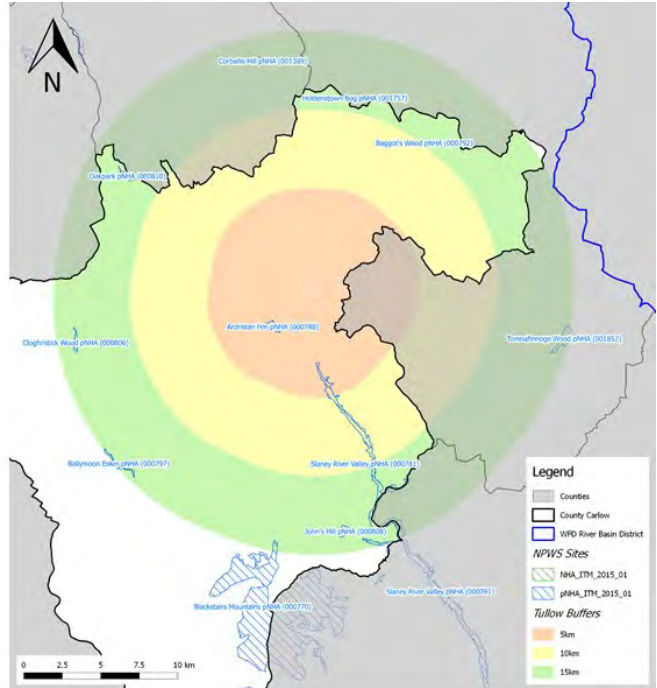 Corballis Hill pNHA (001389)
N
Holdenstown Bog pNHA (001757)
Baggot's Wood pNHA (000792)
Oakpark pNHA (000810)
Ardristan Fen pNHA (000788)
Cloghristick Wood pNHA (000806)
Tomnafinnoge Wood pNHA (001852)
Ballymoon Esker pNHA (000797)
Slaney River Valley pNHA (000781)
John's Hill pNHA (000808)
Slaney River Valley pNHA (000781)
Blackstairs Mountains pNHA (000770)
Legend
Counties
County Carlow
WFD River Basin District
NPWS Sites
NHA_ITM_2015_01
pNHA_ITM_2015_01
Tullow Buffers
5km
10km
15km
0 2.5 5 7.5 10 km